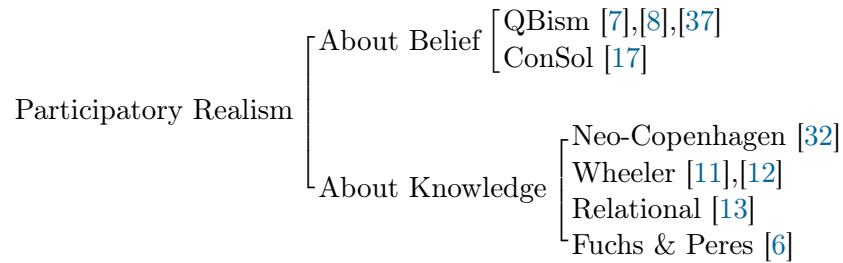 QBism [7],[8],[37]
About Belief
ConSol [17]
Participatory Realism
Neo-Copenhagen [32]
Wheeler [11],[12]
About Knowledge
Relational [13]
Fuchs & Peres [6]